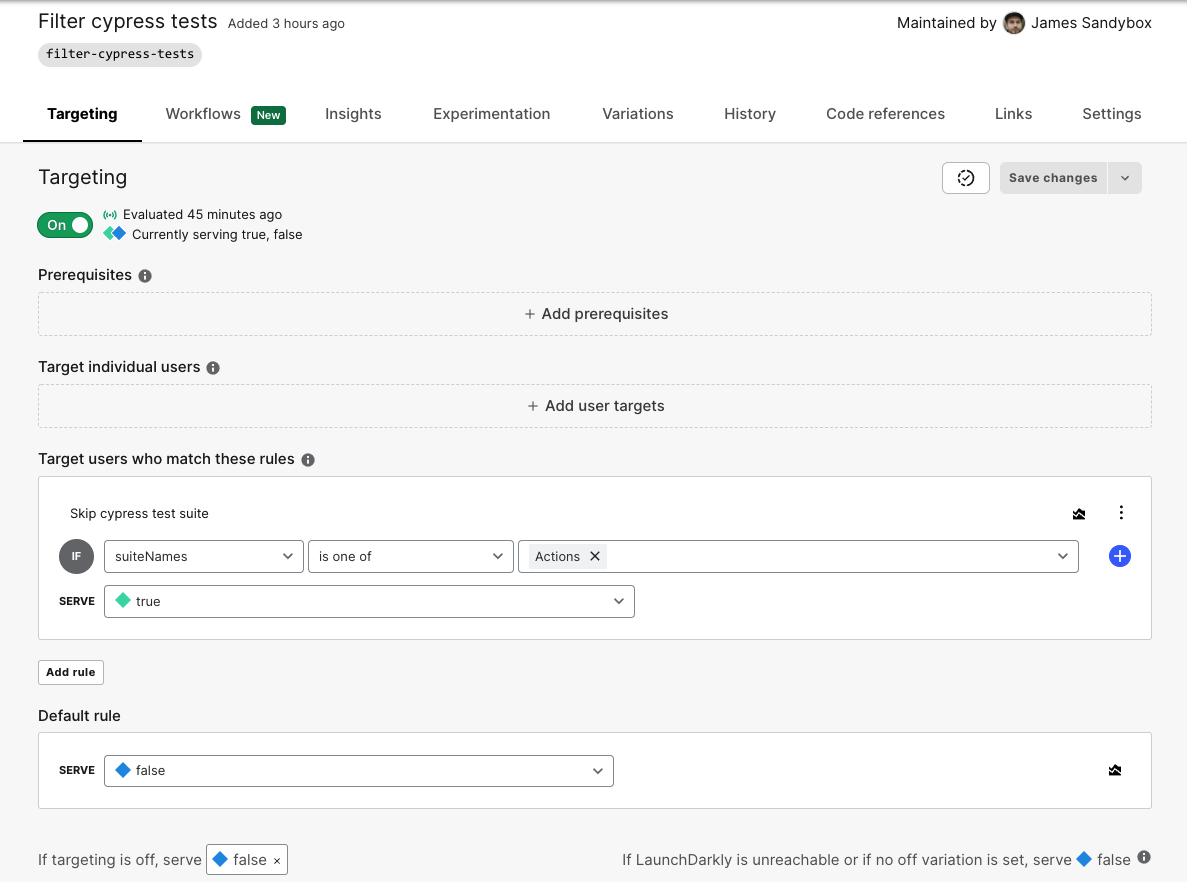 Filter cypress tests Added 3 hours ago
Maintained by James Sandybox
filter-cypress-tests
Targeting Workflows New Insights Experimentation Variations History Code references Links Settings
Targeting
Save changes
On
Evaluated 45 minutes ago
Currently serving true, false
Prerequisites
+ Add prerequisites
Target individual users
+ Add user targets
Target users who match these rules
Skip cypress test suite
IF suiteNames is one of Actions ×
SERVE true
Add rule
Default rule
SERVE false
If targeting is off, serve false ×
If LaunchDarkly is unreachable or if no off variation is set, serve false